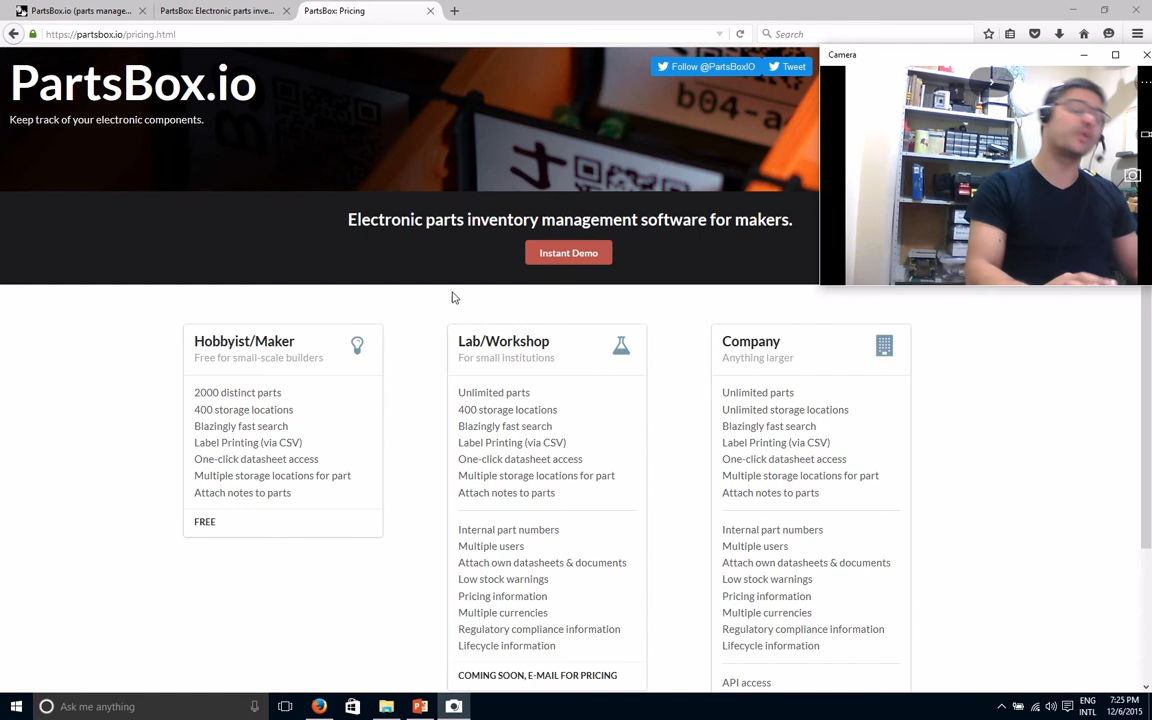 PartsBox.io (parts manage...
PartsBox: Electronic parts inve...
PartsBox: Pricing
https://partsbox.io/pricing.html
Search
Camera
PartsBox.io
Keep track of your electronic components.
Follow @PartsBoxIO
Tweet
b04-a
Electronic parts inventory management software for makers.
Instant Demo
Hobbyist/Maker
Free for small-scale builders
2000 distinct parts
400 storage locations
Blazingly fast search
Label Printing (via CSV)
One-click datasheet access
Multiple storage locations for part
Attach notes to parts
FREE
Lab/Workshop
For small institutions
Unlimited parts
400 storage locations
Blazingly fast search
Label Printing (via CSV)
One-click datasheet access
Multiple storage locations for part
Attach notes to parts
Internal part numbers
Multiple users
Attach own datasheets & documents
Low stock warnings
Pricing information
Multiple currencies
Regulatory compliance information
Lifecycle information
COMING SOON, E-MAIL FOR PRICING
Company
Anything larger
Unlimited parts
Unlimited storage locations
Blazingly fast search
Label Printing (via CSV)
One-click datasheet access
Multiple storage locations for part
Attach notes to parts
Internal part numbers
Multiple users
Attach own datasheets & documents
Low stock warnings
Pricing information
Multiple currencies
Regulatory compliance information
Lifecycle information
API access
Ask me anything
ENG
INTL
7:25 PM
12/6/2015